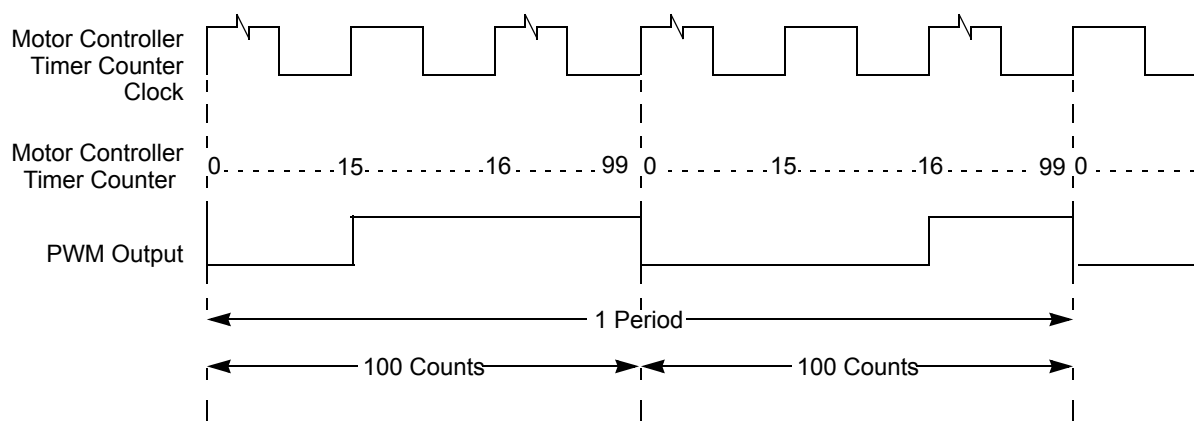 Motor Controller
Timer Counter
Clock
Motor Controller
Timer Counter
0 15 16 99 0 15 16 99 0
PWM Output
1 Period
100 Counts 100 Counts